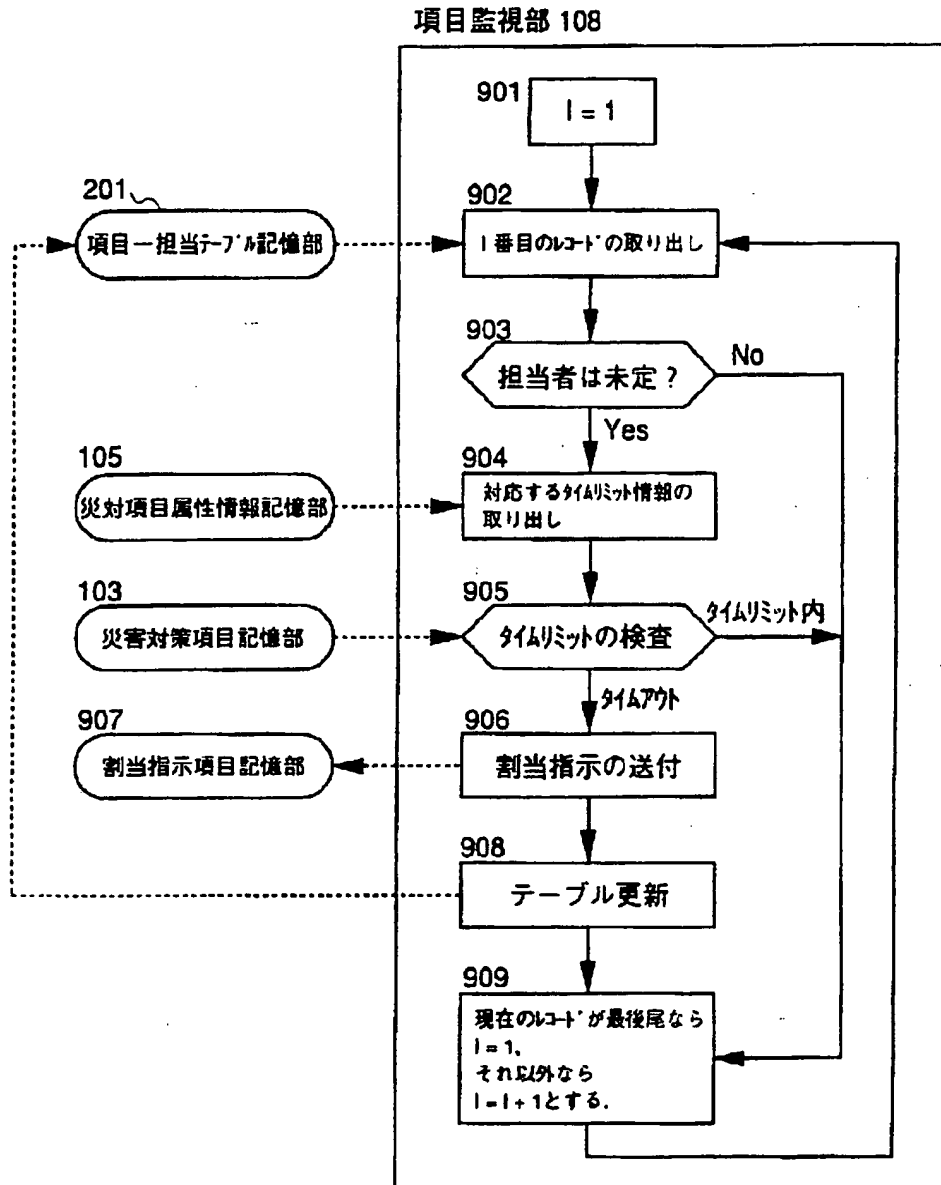 項目監視部 108
901
I = 1
201
902
項目ー担当テーブル記憶部
I番目のレコードの取り出し
903
担当者は未定？
No
Yes
105
904
災対項目属性情報記憶部
対応するタイムリミット情報の
取り出し
103
905
タイムリミット内
災害対策項目記憶部
タイムリミットの検査
タイムアウト
907
906
割当指示項目記憶部
割当指示の送付
908
テーブル更新
909
現在のレコードが最後尾なら
I = 1,
それ以外なら
I = I + 1とする.